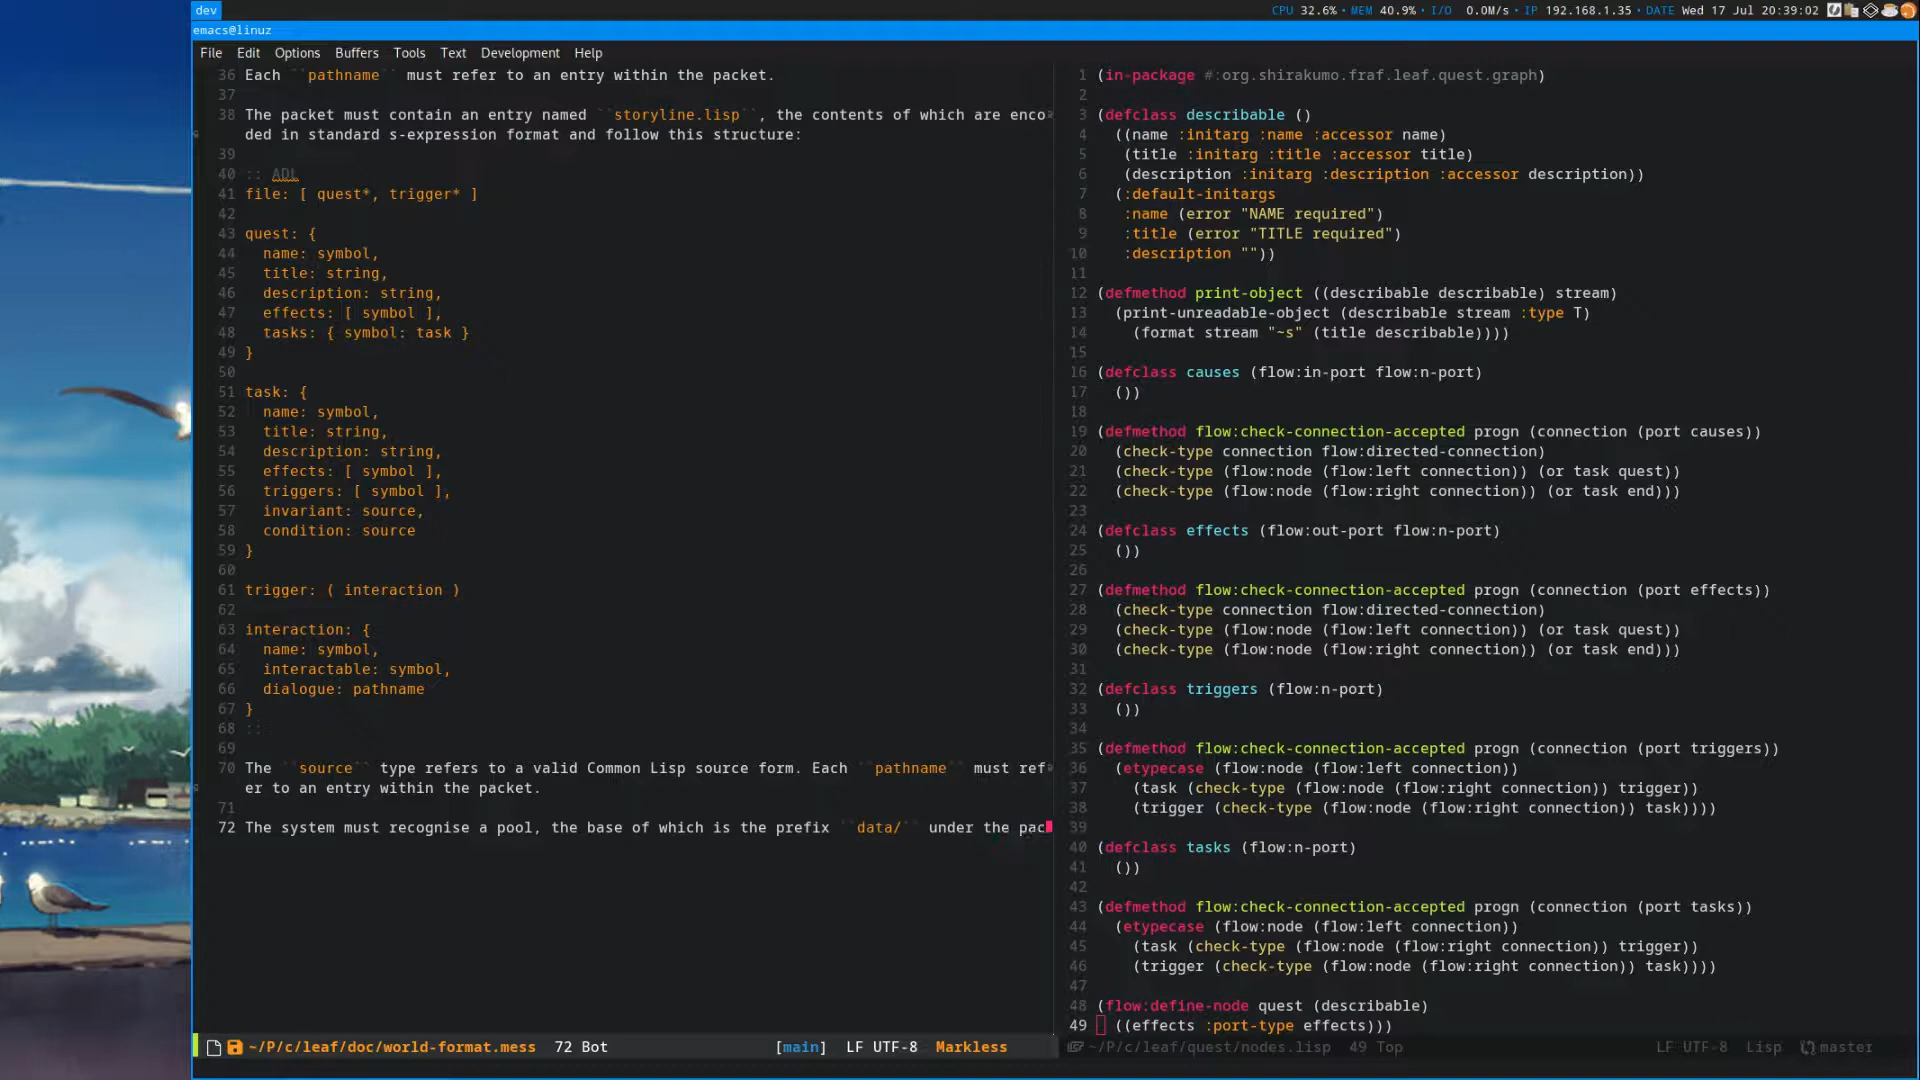 dev
CPU 32.6% • MEM 40.9% • I/O 0.0M/s • IP 192.168.1.35 • DATE Wed 17 Jul 20:39:02
emacs@linuz
File Edit Options Buffers Tools Text Development Help
36 Each ``pathname`` must refer to an entry within the packet.
37
38 The packet must contain an entry named ``storyline.lisp``, the contents of which are enco
ded in standard s-expression format and follow this structure:
39
40 :: ADL
41 file: [ quest*, trigger* ]
42
43 quest: {
44   name: symbol,
45   title: string,
46   description: string,
47   effects: [ symbol ],
48   tasks: { symbol: task }
49 }
50
51 task: {
52   name: symbol,
53   title: string,
54   description: string,
55   effects: [ symbol ],
56   triggers: [ symbol ],
57   invariant: source,
58   condition: source
59 }
60
61 trigger: ( interaction )
62
63 interaction: {
64   name: symbol,
65   interactable: symbol,
66   dialogue: pathname
67 }
68 ::
69
70 The ``source`` type refers to a valid Common Lisp source form. Each ``pathname`` must ref
er to an entry within the packet.
71
72 The system must recognise a pool, the base of which is the prefix ``data/`` under the pac
~/P/c/leaf/doc/world-format.mess 72 Bot [main] LF UTF-8 Markless
1 (in-package #:org.shirakumo.fraf.leaf.quest.graph)
2
3 (defclass describable ()
4   ((name :initarg :name :accessor name)
5    (title :initarg :title :accessor title)
6    (description :initarg :description :accessor description))
7   (:default-initargs
8    :name (error "NAME required")
9    :title (error "TITLE required")
10    :description ""))
11
12 (defmethod print-object ((describable describable) stream)
13   (print-unreadable-object (describable stream :type T)
14     (format stream "~s" (title describable))))
15
16 (defclass causes (flow:in-port flow:n-port)
17   ())
18
19 (defmethod flow:check-connection-accepted progn (connection (port causes))
20   (check-type connection flow:directed-connection)
21   (check-type (flow:node (flow:left connection)) (or task quest))
22   (check-type (flow:node (flow:right connection)) (or task end)))
23
24 (defclass effects (flow:out-port flow:n-port)
25   ())
26
27 (defmethod flow:check-connection-accepted progn (connection (port effects))
28   (check-type connection flow:directed-connection)
29   (check-type (flow:node (flow:left connection)) (or task quest))
30   (check-type (flow:node (flow:right connection)) (or task end)))
31
32 (defclass triggers (flow:n-port)
33   ())
34
35 (defmethod flow:check-connection-accepted progn (connection (port triggers))
36   (etypecase (flow:node (flow:left connection))
37     (task (check-type (flow:node (flow:right connection)) trigger))
38     (trigger (check-type (flow:node (flow:right connection)) task))))
39
40 (defclass tasks (flow:n-port)
41   ())
42
43 (defmethod flow:check-connection-accepted progn (connection (port tasks))
44   (etypecase (flow:node (flow:left connection))
45     (task (check-type (flow:node (flow:right connection)) trigger))
46     (trigger (check-type (flow:node (flow:right connection)) task))))
47
48 (flow:define-node quest (describable)
49   ((effects :port-type effects)))
~/P/c/leaf/quest/nodes.lisp 49 Top LF UTF-8 Lisp master